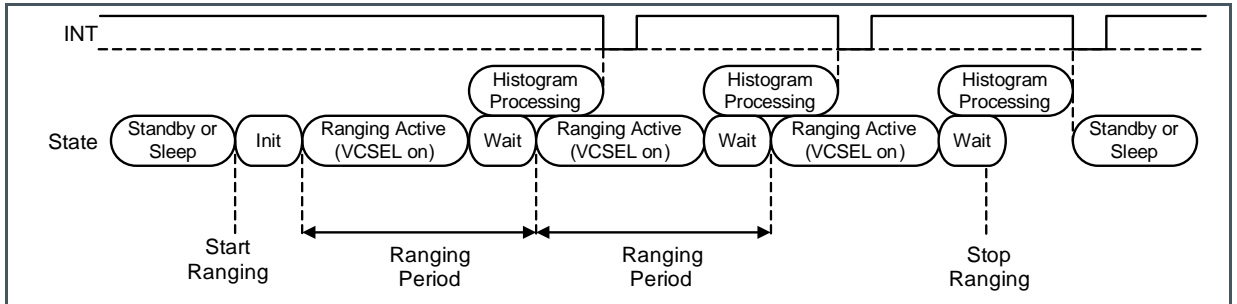 INT
Histogram
Processing
Histogram
Processing
Histogram
Processing
State
Standby or
Sleep
Init
Ranging Active
(VCSEL on)
Wait
Ranging Active
(VCSEL on)
Wait
Ranging Active
(VCSEL on)
Wait
Standby or
Sleep
Start
Ranging
Ranging
Period
Ranging
Period
Stop
Ranging